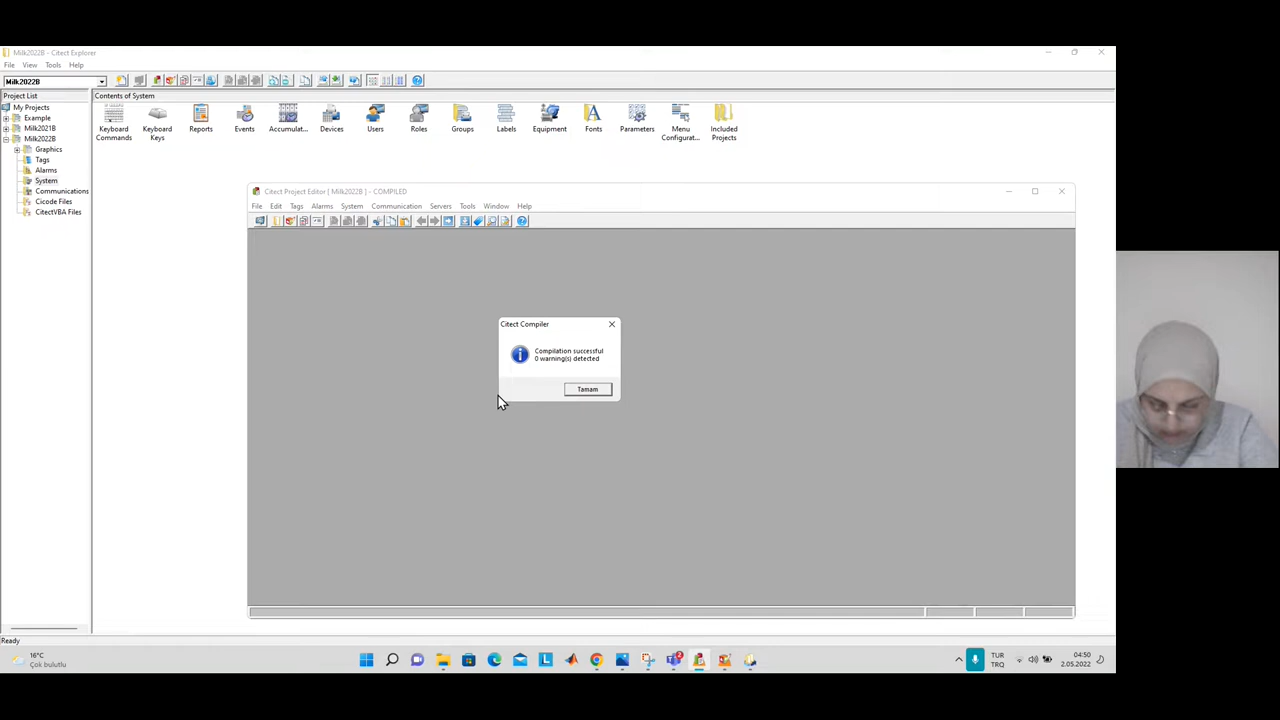 Milk2022B - Citect Explorer
File View Tools Help
Milk2022B
Project List
Contents of System
My Projects
Example
Milk2021B
Milk2022B
Graphics
Tags
Alarms
System
Communications
Cicode Files
CitectVBA Files
Keyboard Commands
Keyboard Keys
Reports
Events
Accumulat...
Devices
Users
Roles
Groups
Labels
Equipment
Fonts
Parameters
Menu Configurat...
Included Projects
Citect Project Editor [ Milk2022B ] - COMPILED
File Edit Tags Alarms System Communication Servers Tools Window Help
Citect Compiler
Compilation successful
0 warning(s) detected
Tamam
Ready
16°C
Çok bulutlu
TUR
TRQ
04:50
2.05.2022